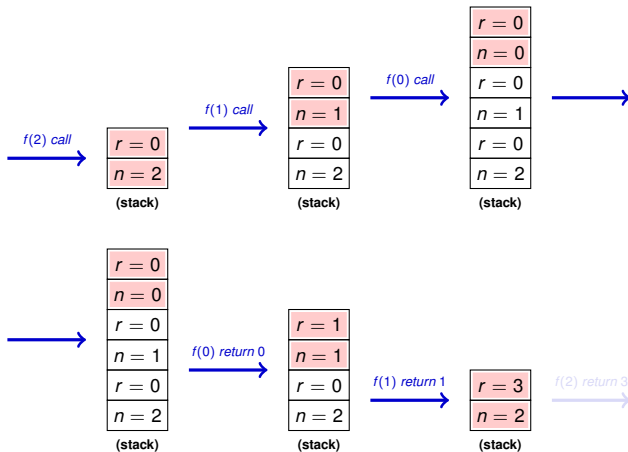 f(2) call
r = 0
n = 2
(stack)
f(1) call
r = 0
n = 1
r = 0
n = 2
(stack)
f(0) call
r = 0
n = 0
r = 0
n = 1
r = 0
n = 2
(stack)
r = 0
n = 0
r = 0
n = 1
r = 0
n = 2
(stack)
f(0) return 0
r = 1
n = 1
r = 0
n = 2
(stack)
f(1) return 1
r = 3
n = 2
(stack)
f(2) return 3